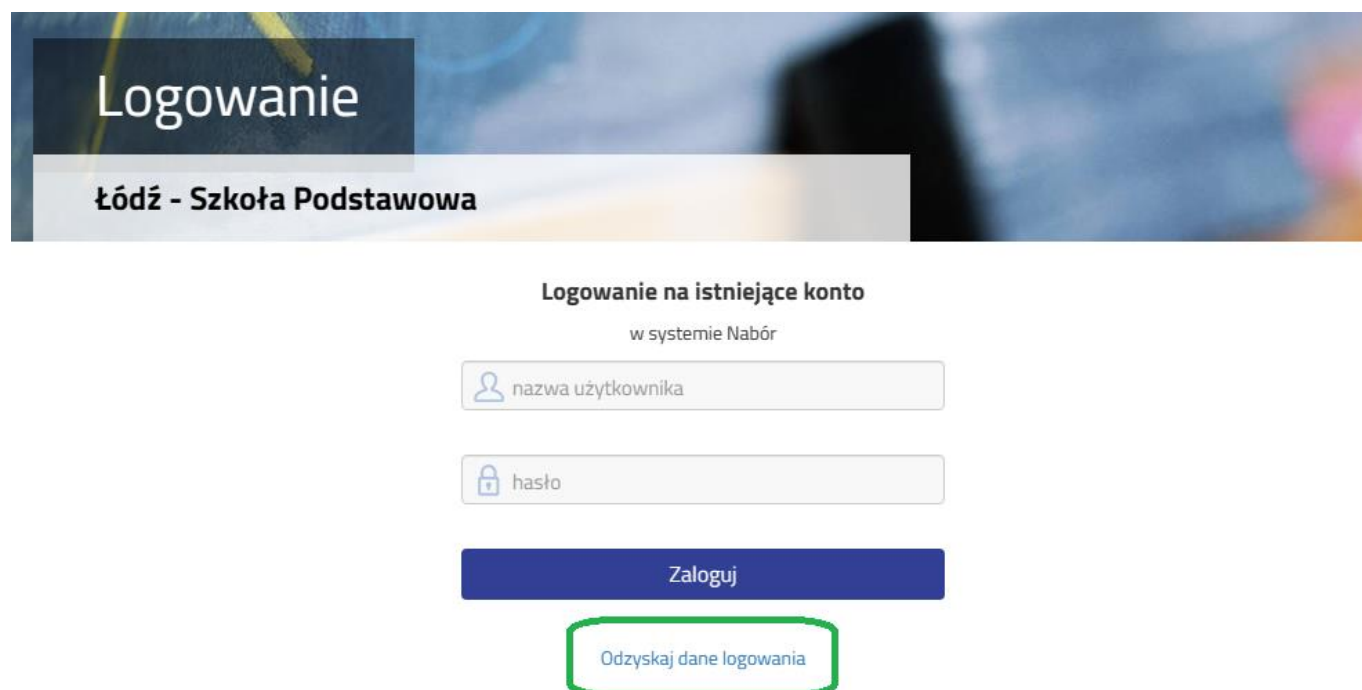 Logowanie
Łódź - Szkoła Podstawowa
Logowanie na istniejące konto
w systemie Nabór
nazwa użytkownika
hasło
Zaloguj
Odzyskaj dane logowania